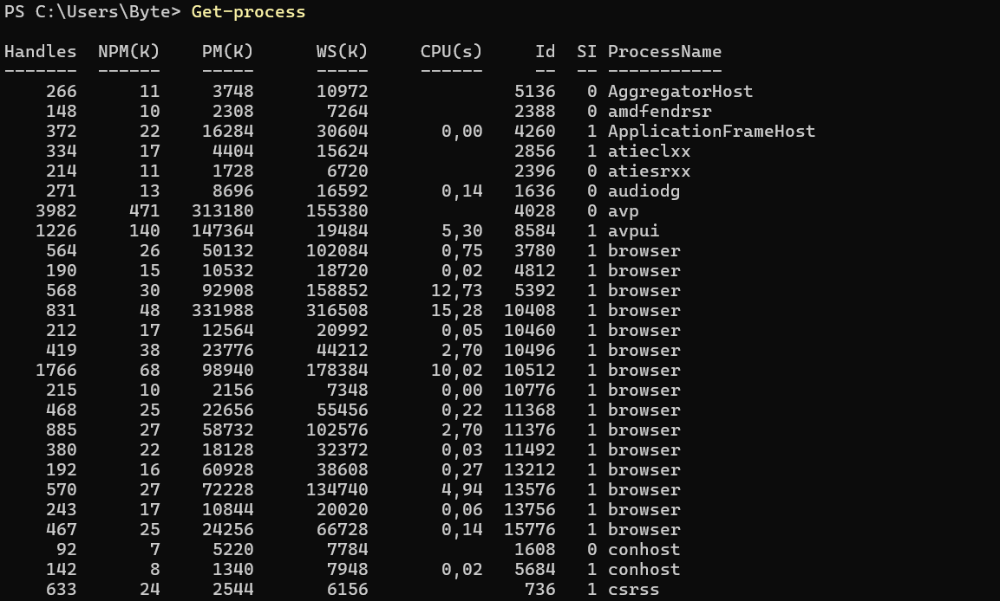 PS C:\Users\Byte> Get-process
Handles  NPM(K)    PM(K)      WS(K)     CPU(s)     Id  SI ProcessName
-------  ------    -----      -----     ------     --  -- -----------
    266      11     3748      10972              5136   0 AggregatorHost
    148      10     2308       7264              2388   0 amdfendrsr
    372      22    16284      30604       0,00   4260   1 ApplicationFrameHost
    334      17     4404      15624              2856   1 atieclxx
    214      11     1728       6720              2396   0 atiesrxx
    271      13     8696      16592       0,14   1636   0 audiodg
   3982     471   313180     155380              4028   0 avp
   1226     140   147364      19484       5,30   8584   1 avpui
    564      26    50132     102084       0,75   3780   1 browser
    190      15    10532      18720       0,02   4812   1 browser
    568      30    92908     158852      12,73   5392   1 browser
    831      48   331988     316508      15,28  10408   1 browser
    212      17    12564      20992       0,05  10460   1 browser
    419      38    23776      44212       2,70  10496   1 browser
   1766      68    98940     178384      10,02  10512   1 browser
    215      10     2156       7348       0,00  10776   1 browser
    468      25    22656      55456       0,22  11368   1 browser
    885      27    58732     102576       2,70  11376   1 browser
    380      22    18128      32372       0,03  11492   1 browser
    192      16    60928      38608       0,27  13212   1 browser
    570      27    72228     134740       4,94  13576   1 browser
    243      17    10844      20020       0,06  13756   1 browser
    467      25    24256      66728       0,14  15776   1 browser
     92       7     5220       7784              1608   0 conhost
    142       8     1340       7948       0,02   5684   1 conhost
    633      24     2544       6156               736   1 csrss